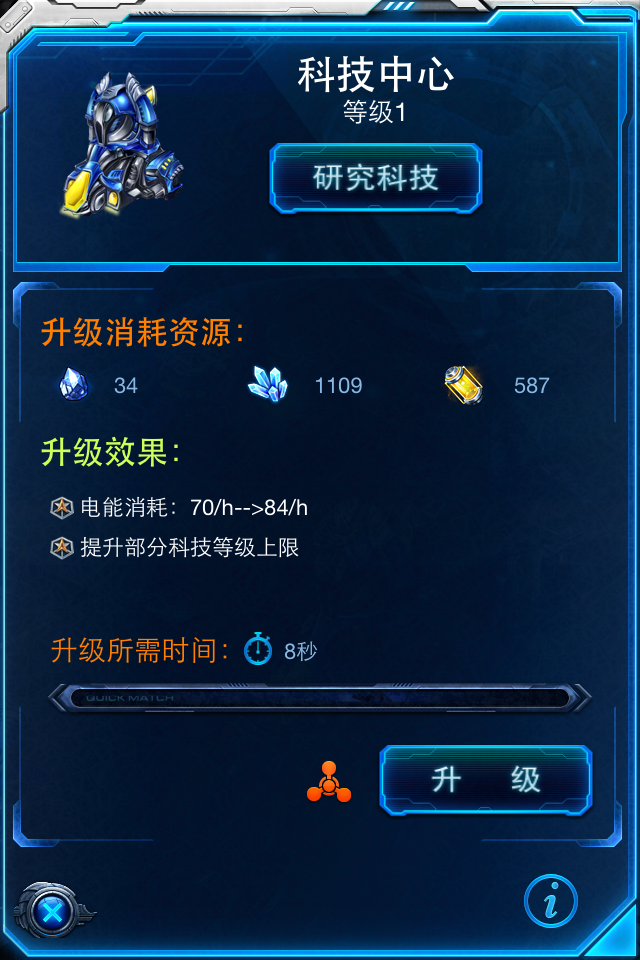 科技中心
等级1
研究科技
升级消耗资源：
34 1109 587
升级效果：
电能消耗：70/h-->84/h
提升部分科技等级上限
升级所需时间： 8秒
QUICK MATCH
升 级
i